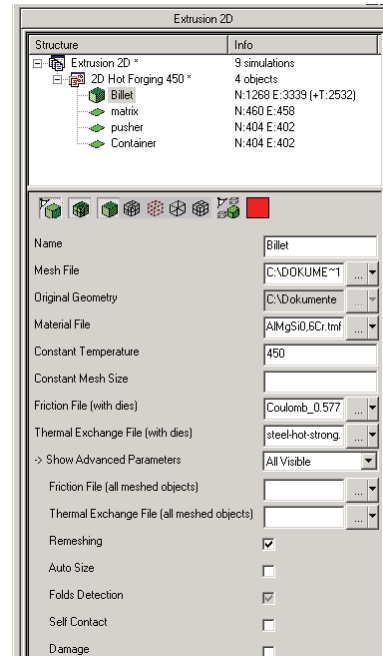 Extrusion 2D
Structure Info
Extrusion 2D * 9 simulations
2D Hot Forging 450 * 4 objects
Billet N:1268 E:3339 (+T:2532)
matrix N:460 E:458
pusher N:404 E:402
Container N:404 E:402
Name Billet
Mesh File C:\DOKUME~1 ...
Original Geometry C:\Dokumente ...
Material File AlMgSi0,6Cr.tmf ...
Constant Temperature 450
Constant Mesh Size
Friction File (with dies) Coulomb_0.577 ...
Thermal Exchange File (with dies) steel-hot-strong. ...
-> Show Advanced Parameters All Visible
Friction File (all meshed objects) ...
Thermal Exchange File (all meshed objects) ...
Remeshing
Auto Size
Folds Detection
Self Contact
Damage